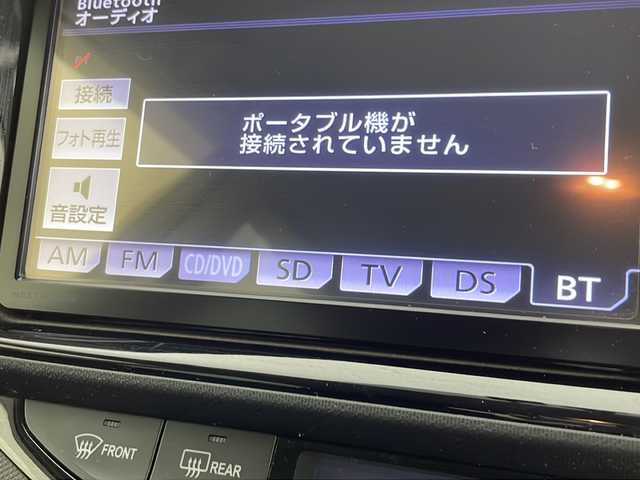 Bluetooth
オーディオ
接続
ポータブル機が
接続されていません
フォト再生
音設定
AM FM CD/DVD SD TV DS BT
FRONT REAR